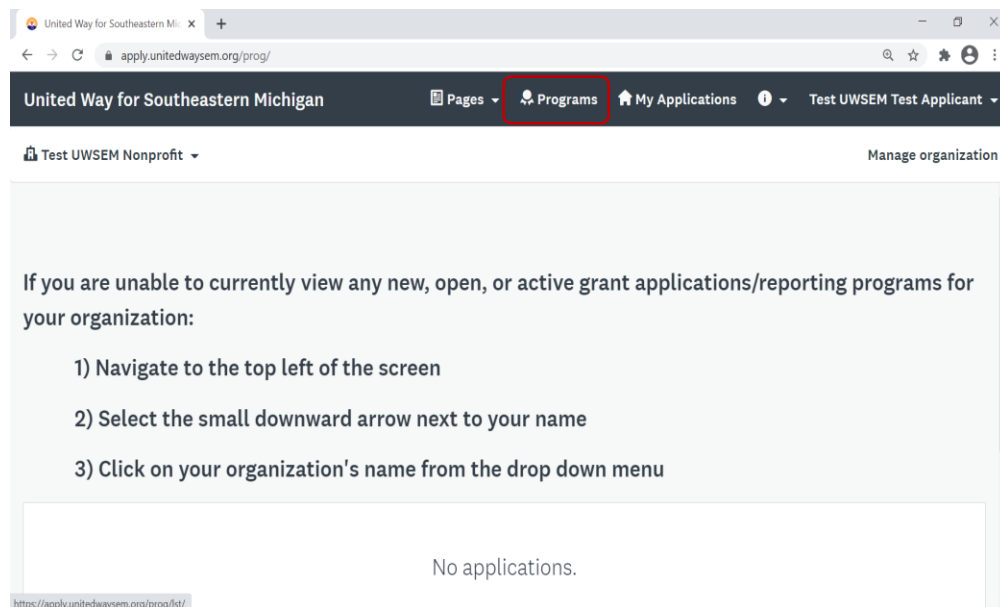 United Way for Southeastern Mic
apply.unitedwaysem.org/prog/
United Way for Southeastern Michigan Pages Programs My Applications Test UWSEM Test Applicant
Test UWSEM Nonprofit Manage organization
If you are unable to currently view any new, open, or active grant applications/reporting programs for
your organization:
1) Navigate to the top left of the screen
2) Select the small downward arrow next to your name
3) Click on your organization's name from the drop down menu
No applications.
https://apply.unitedwaysem.org/prog/lst/